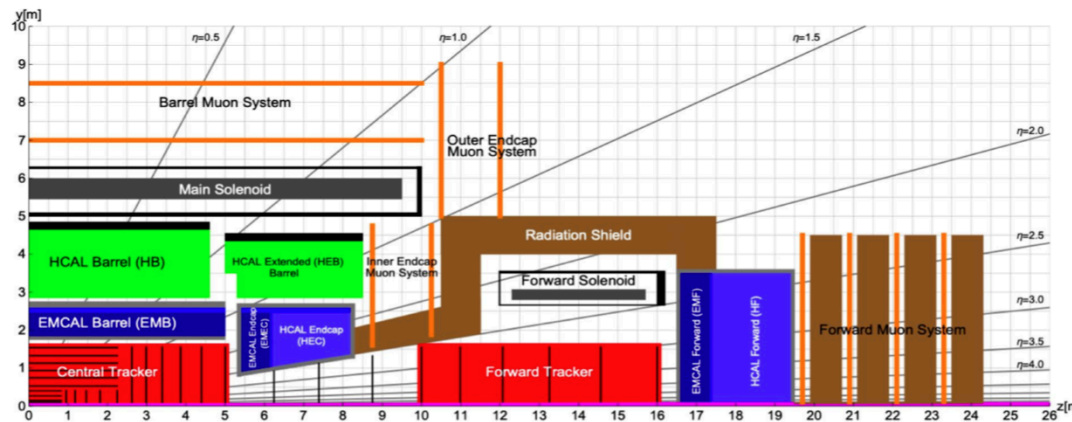 y[m]
10
9
8
7
6
5
4
3
2
1
0
η=0.5
η=1.0
η=1.5
η=2.0
η=2.5
η=3.0
η=3.5
η=4.0
Barrel Muon System
Outer Endcap
Muon System
Main Solenoid
Radiation Shield
HCAL Barrel (HB)
HCAL Extended (HEB)
Barrel
Inner Endcap
Muon System
Forward Solenoid
EMCAL Barrel (EMB)
EMCAL Endcap
(EMEC)
HCAL Endcap
(HEC)
EMCAL Forward (EMF)
HCAL Forward (HF)
Forward Muon System
Central Tracker
Forward Tracker
0 1 2 3 4 5 6 7 8 9 10 11 12 13 14 15 16 17 18 19 20 21 22 23 24 25 26
z[m